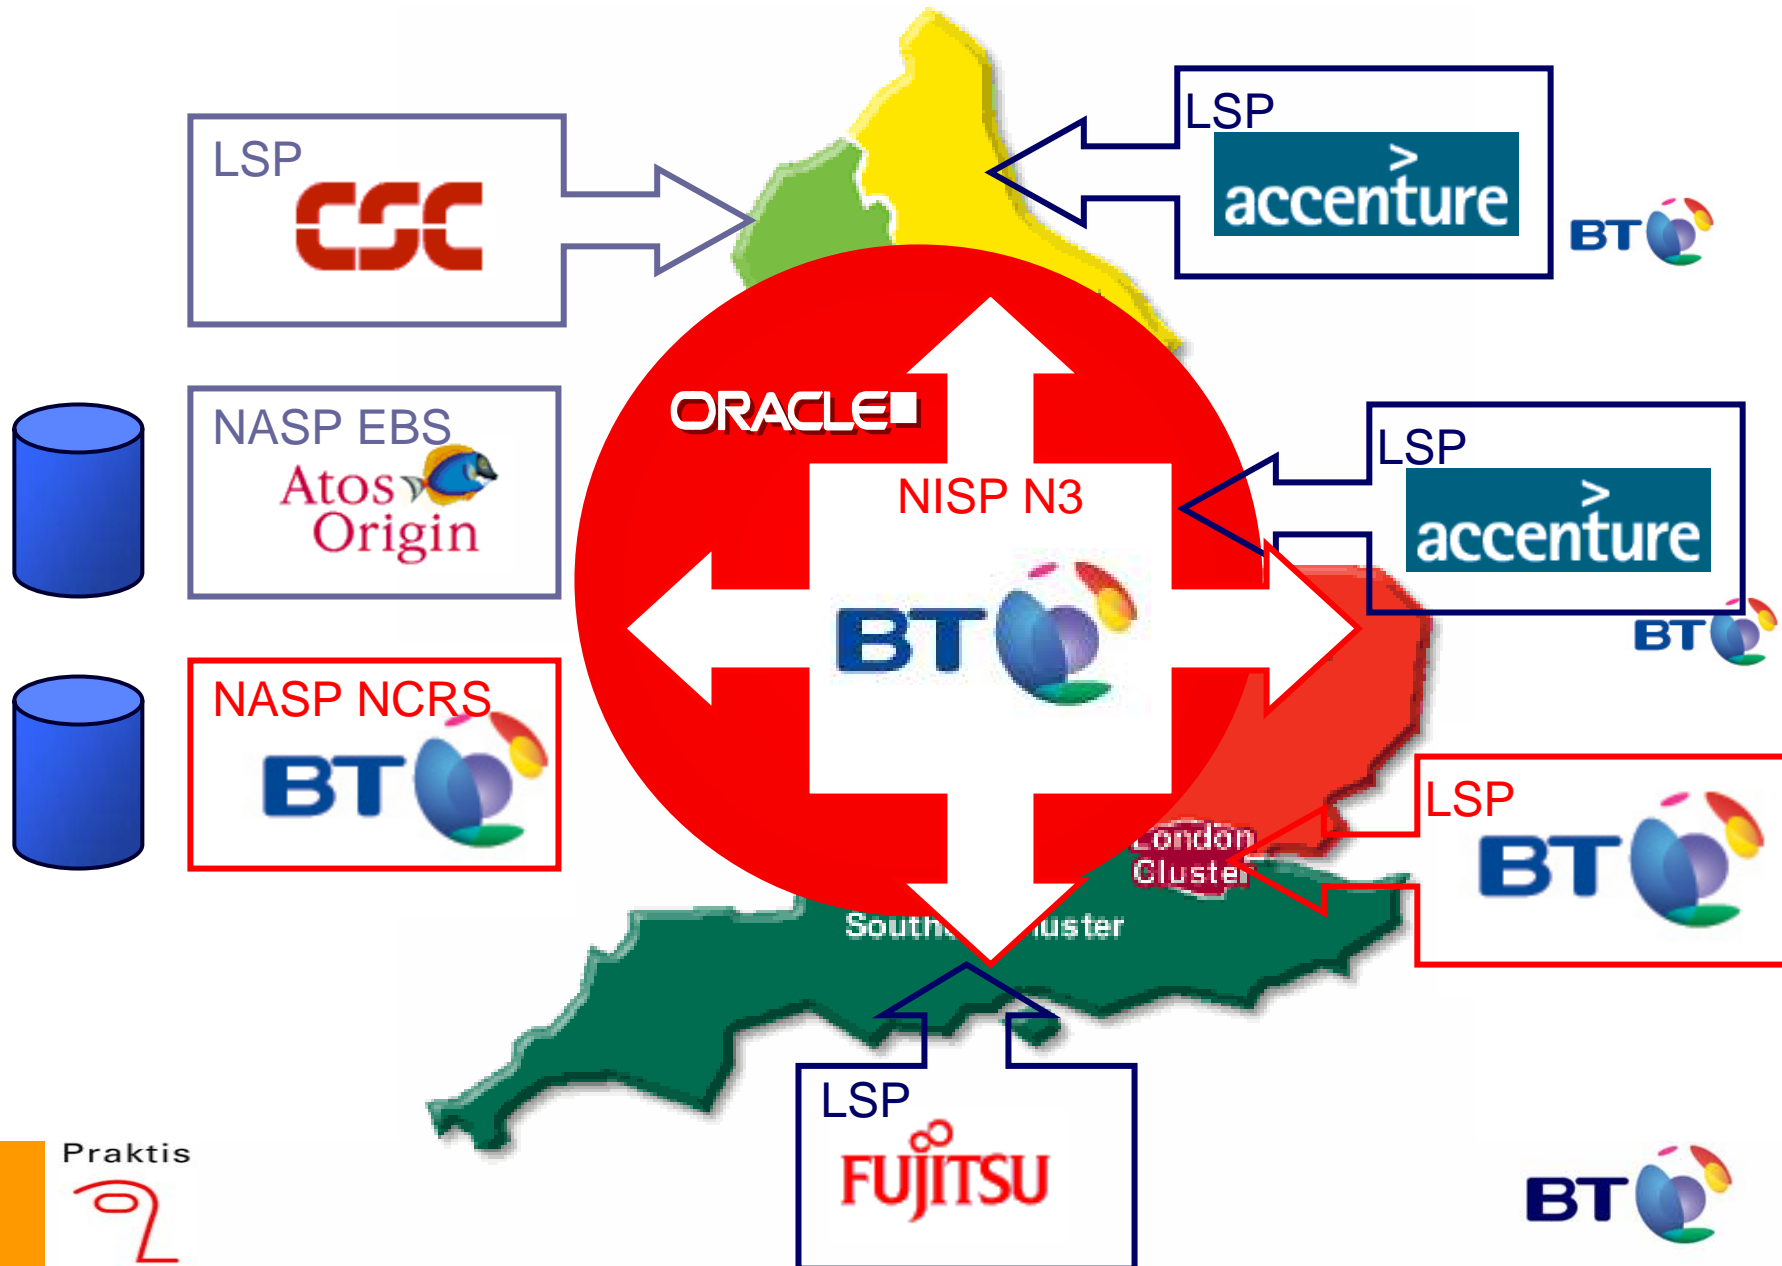 LSP
CSC
LSP
>
accenture
BT
ORACLE
NASP EBS
Atos
Origin
NISP N3
BT
LSP
>
accenture
BT
NASP NCRS
BT
London
Cluster
LSP
BT
LSP
FUJITSU
Praktis
BT